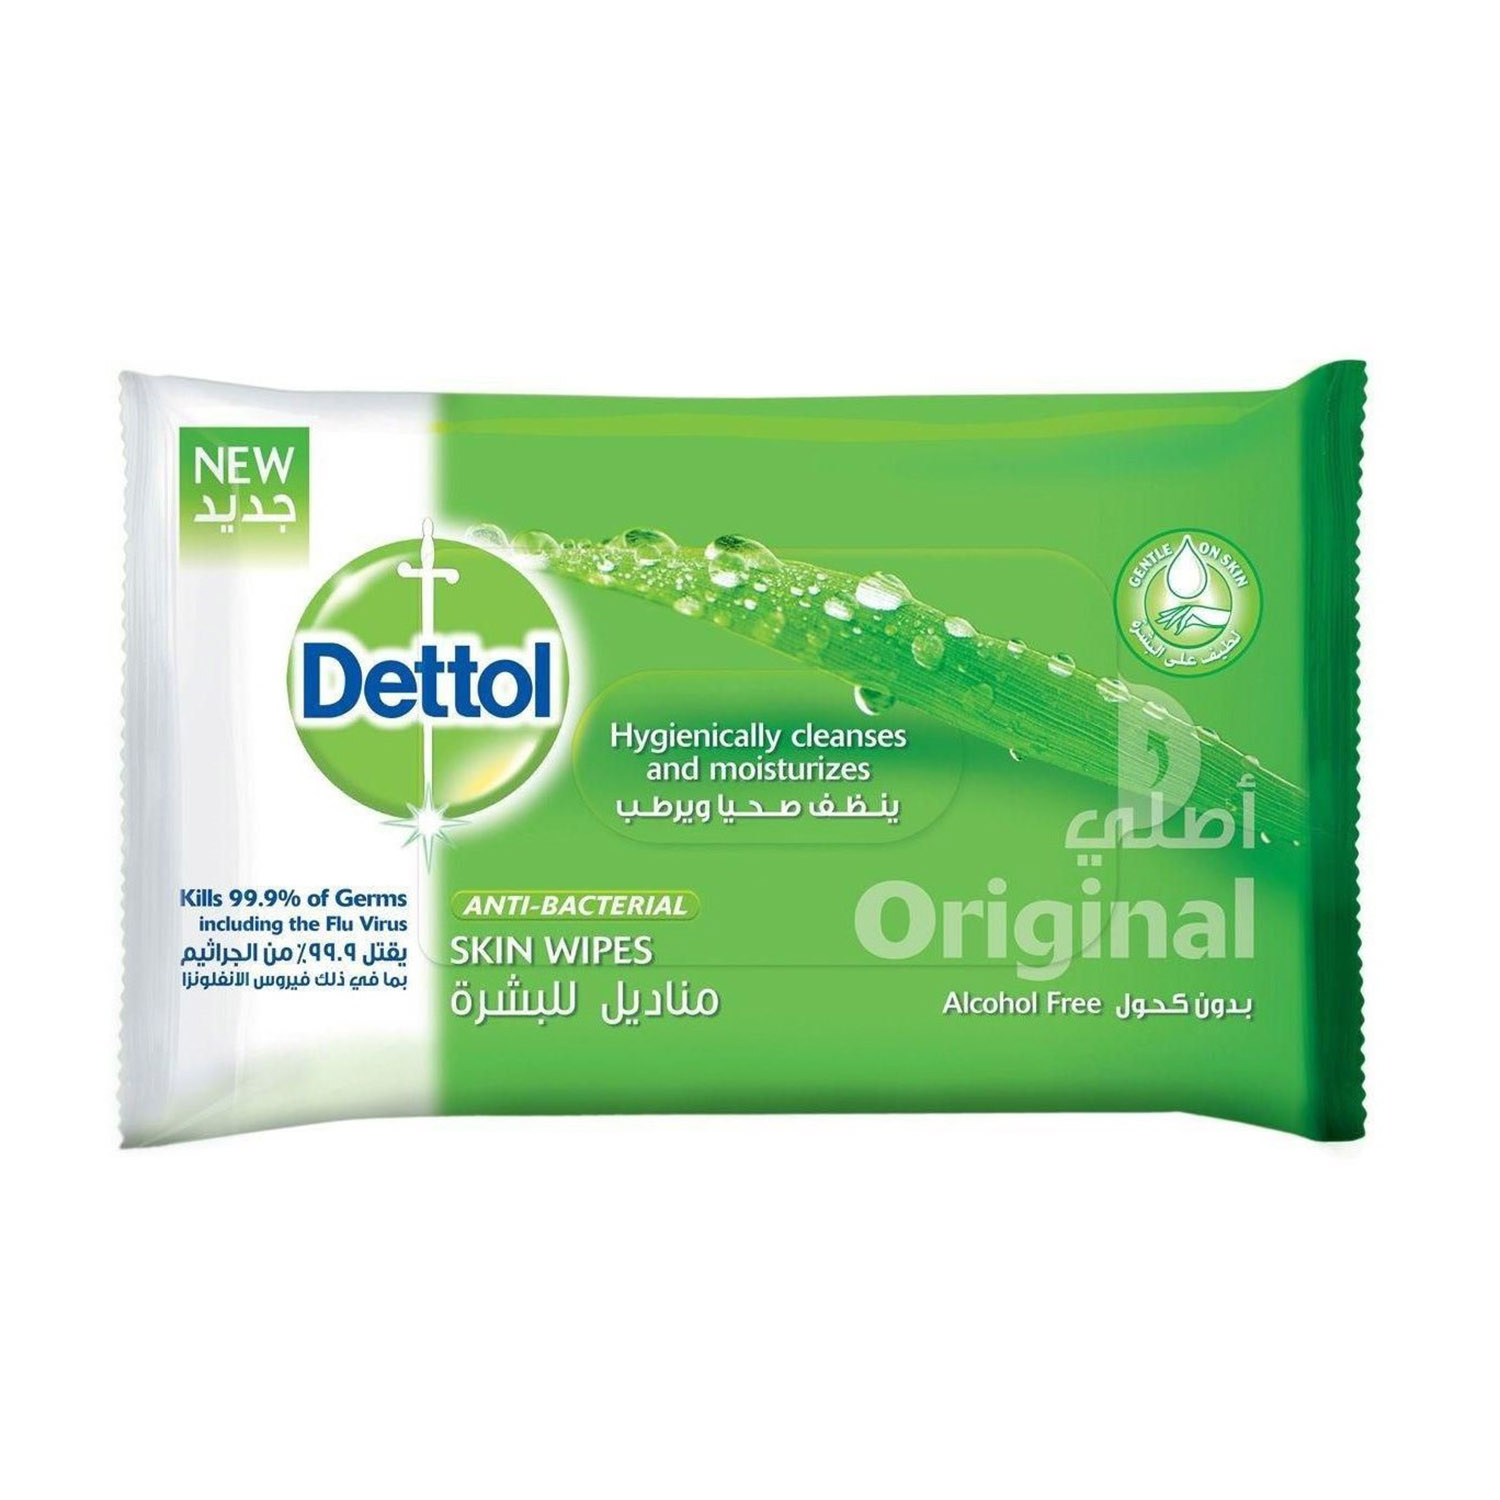 NEW
جديد
Dettol
Kills 99.9% of Germs
including the Flu Virus
يقتل ٩٩.٩٪ من الجراثيم
بما في ذلك فيروس الانفلونزا
Hygienically cleanses
and moisturizes
ينظف صحيا ويرطب
ANTI-BACTERIAL
SKIN WIPES
مناديل للبشرة
GENTLE ON SKIN
لطيف على البشرة
أصلي
Original
Alcohol Free بدون كحول